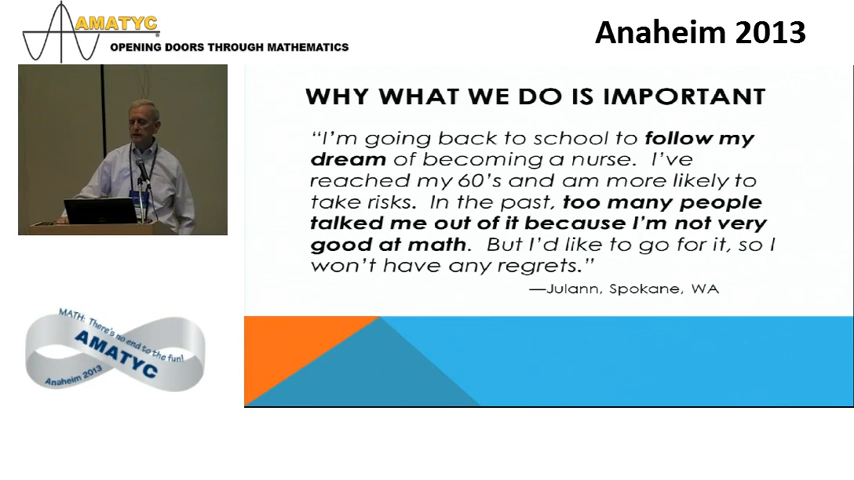 AMATYC
OPENING DOORS THROUGH MATHEMATICS
Anaheim 2013
WHY WHAT WE DO IS IMPORTANT
“I’m going back to school to follow my
dream of becoming a nurse. I’ve
reached my 60’s and am more likely to
take risks. In the past, too many people
talked me out of it because I’m not very
good at math. But I’d like to go for it, so I
won’t have any regrets.”
—Julann, Spokane, WA
MATH: There's no end to the fun!
AMATYC
Anaheim 2013